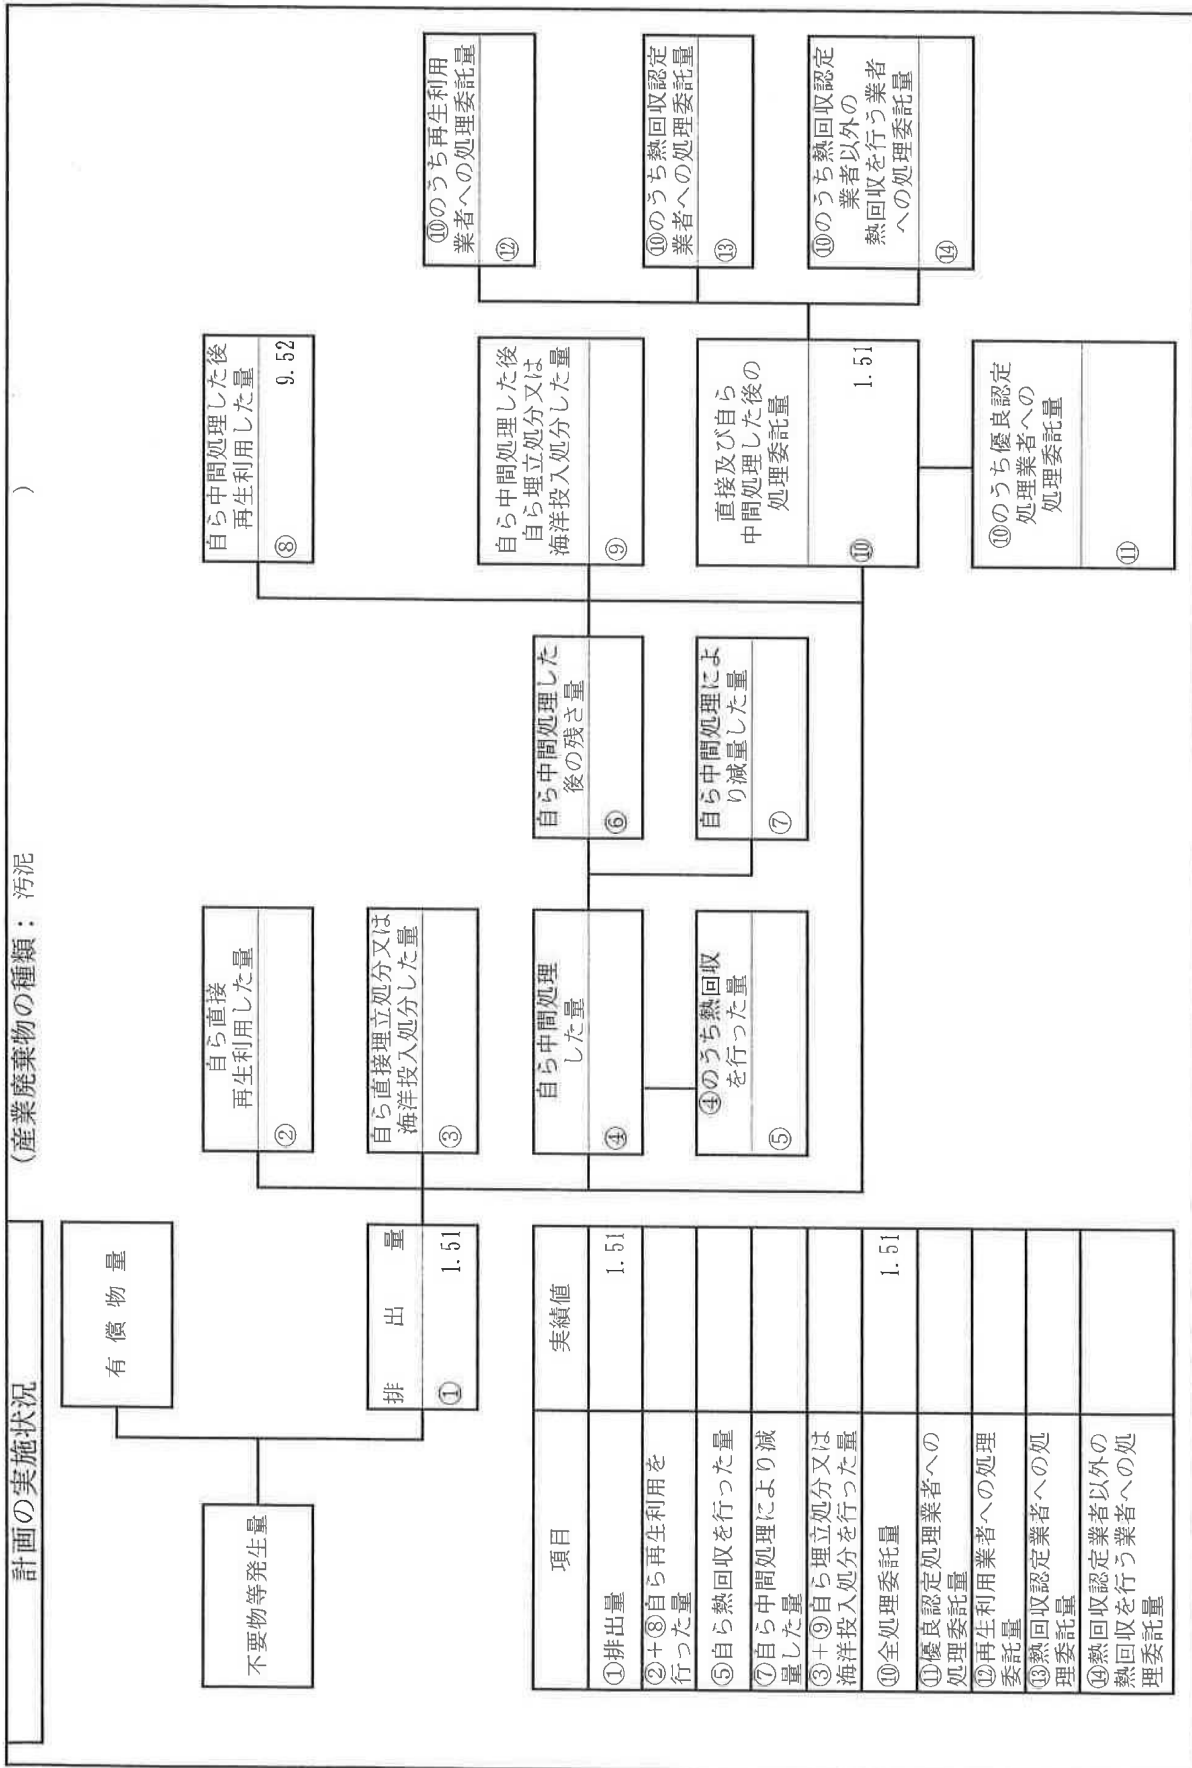 計画の実施状況
(産業廃棄物の種類： 汚泥 )
不要物等発生量
有 償 物 量
排 出 量
① 1.51
自ら直接
再生利用した量
②
自ら直接埋立処分又は
海洋投入処分した量
③
自ら中間処理
した量
④
④のうち熱回収
を行った量
⑤
自ら中間処理した
後の残さ量
⑥
自ら中間処理によ
り減量した量
⑦
自ら中間処理した後
再生利用した量
⑧ 9.52
自ら中間処理した後
自ら埋立処分又は
海洋投入処分した量
⑨
直接及び自ら
中間処理した後の
処理委託量
⑩ 1.51
⑩のうち優良認定
処理業者への
処理委託量
⑪
⑩のうち再生利用
業者への処理委託量
⑫
⑩のうち熱回収認定
業者への処理委託量
⑬
⑩のうち熱回収認定
業者以外の
熱回収を行う業者
への処理委託量
⑭
項目 実績値
①排出量 1.51
②＋⑧自ら再生利用を
行った量
⑤自ら熱回収を行った量
⑦自ら中間処理により減
量した量
③＋⑨自ら埋立処分又は
海洋投入処分を行った量
⑩全処理委託量 1.51
⑪優良認定処理業者への
処理委託量
⑫再生利用業者への処理
委託量
⑬熱回収認定業者への処
理委託量
⑭熱回収認定業者以外の
熱回収を行う業者への処
理委託量